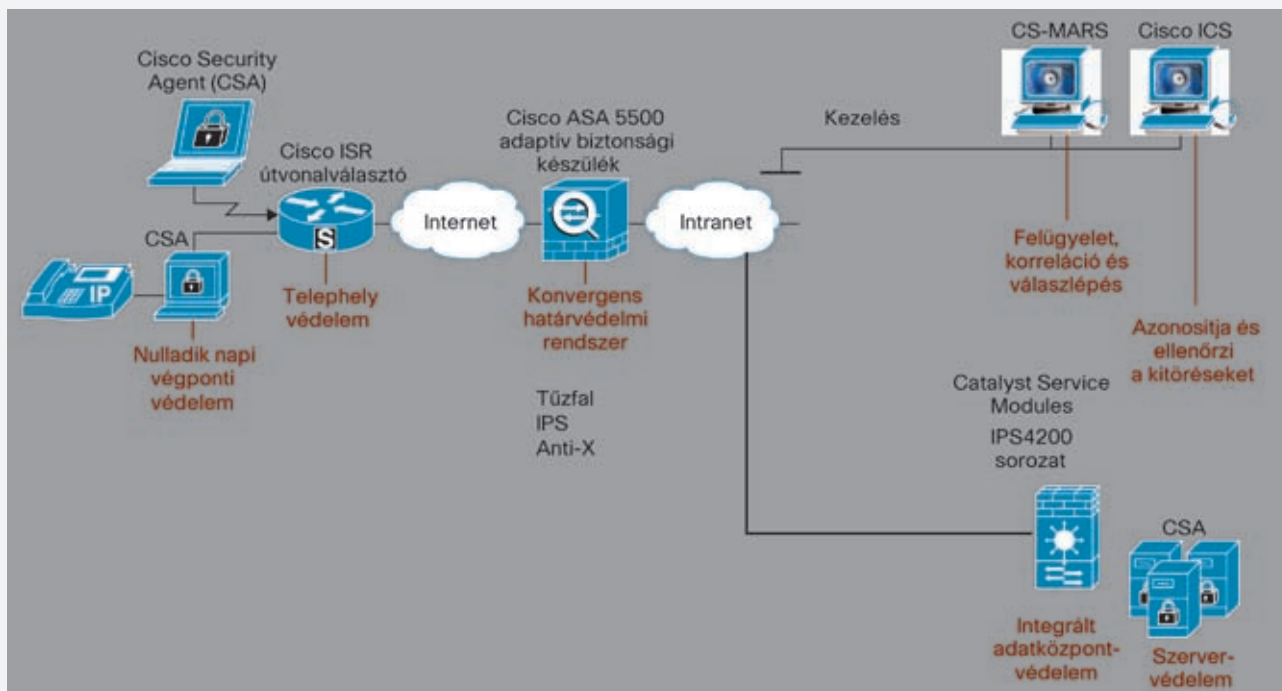 Cisco Security
Agent (CSA)
Cisco ISR
útvonalválasztó
S
CSA
IP
Nulladik napi
végponti
védelem
Telephely
védelem
Internet
Cisco ASA 5500
adaptív biztonsági
készülék
Konvergens
határvédelmi
rendszer
Tűzfal
IPS
Anti-X
Intranet
Kezelés
CS-MARS
Felügyelet,
korreláció és
válaszlépés
Cisco ICS
Azonosítja és
ellenőrzi
a kitöréseket
Catalyst Service
Modules
IPS4200
sorozat
Integrált
adatközpont-
védelem
CSA
Szerver-
védelem